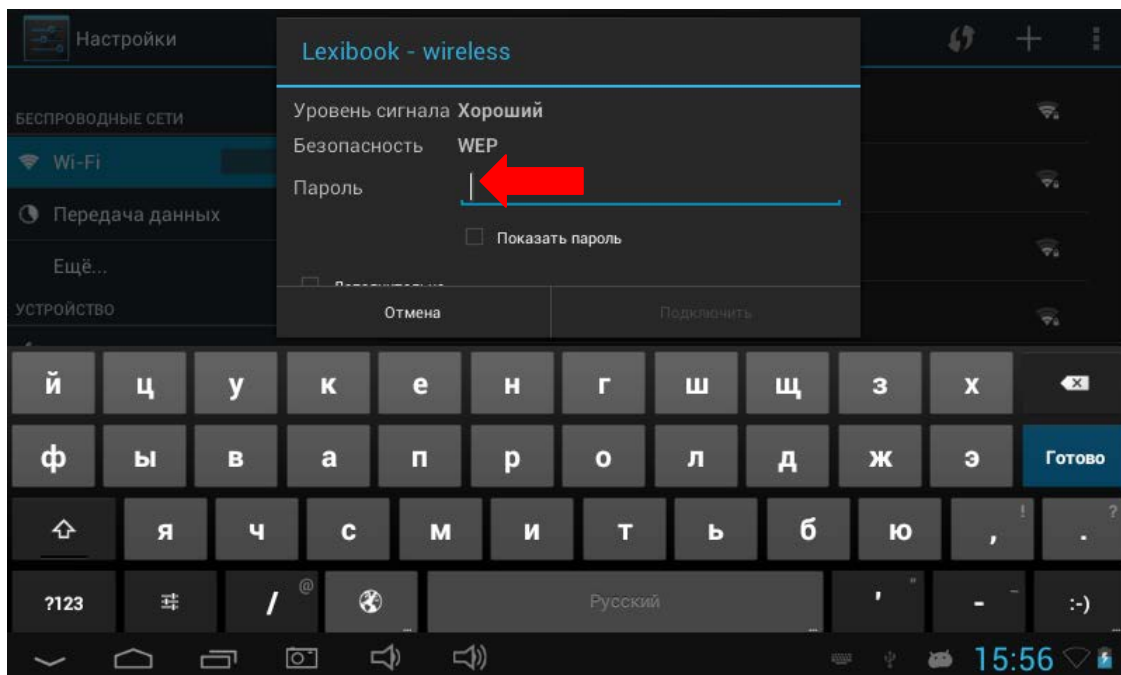 Настройки
Lexibook - wireless
БЕСПРОВОДНЫЕ СЕТИ
Wi-Fi
Передача данных
Ещё...
УСТРОЙСТВО
Уровень сигнала Хороший
Безопасность WEP
Пароль
Показать пароль
Отмена Подключить
й ц у к е н г ш щ з х
ф ы в а п р о л д ж э Готово
я ч с м и т ь б ю , ! . ?
?123 / @ Русский ' " - _ :-)
15:56